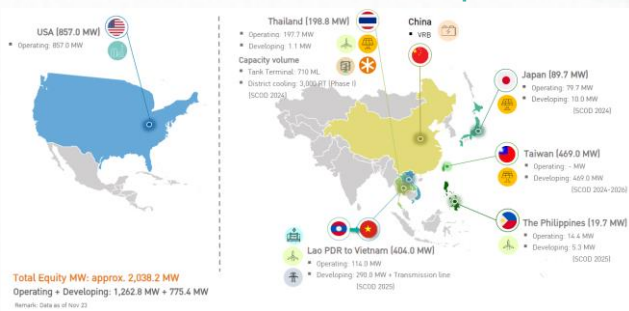 USA (857.0 MW)
• Operating: 857.0 MW
Thailand (198.8 MW)
• Operating: 197.7 MW
• Developing: 1.1 MW
Capacity volume
• Tank Terminal: 710 ML
• District cooling: 3,000 RT (Phase I)
(SCOD 2024)
China
• VRB
Japan (89.7 MW)
• Operating: 79.7 MW
• Developing: 10.0 MW
(SCOD 2024)
Taiwan (469.0 MW)
• Operating: - MW
• Developing: 469.0 MW
(SCOD 2024-2026)
The Philippines (19.7 MW)
• Operating: 14.4 MW
• Developing: 5.3 MW
(SCOD 2025)
Lao PDR to Vietnam (404.0 MW)
• Operating: 114.0 MW
• Developing: 290.0 MW + Transmission line
(SCOD 2025)
Total Equity MW: approx. 2,038.2 MW
Operating + Developing: 1,262.8 MW + 775.4 MW
Remark: Data as of Nov 23